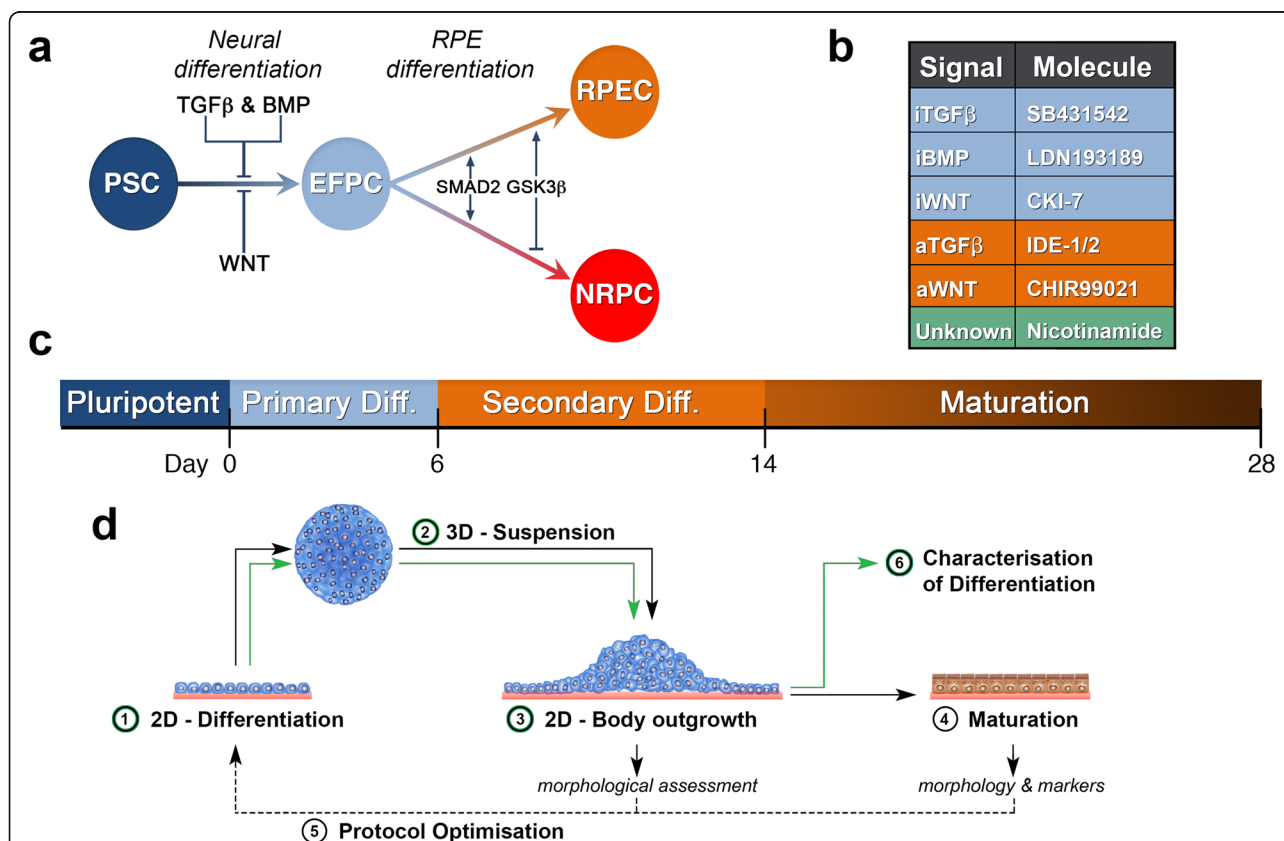 a
Neural
differentiation
TGFβ & BMP
RPE
differentiation
PSC
EFPC
RPEC
SMAD2 GSK3β
WNT
NRPC
b
Signal Molecule
iTGFβ SB431542
iBMP LDN193189
iWNT CKI-7
aTGFβ IDE-1/2
aWNT CHIR99021
Unknown Nicotinamide
c
Pluripotent Primary Diff. Secondary Diff. Maturation
Day 0 6 14 28
d
2 3D - Suspension
6 Characterisation
of Differentiation
1 2D - Differentiation
3 2D - Body outgrowth
4 Maturation
morphological assessment
morphology & markers
5 Protocol Optimisation